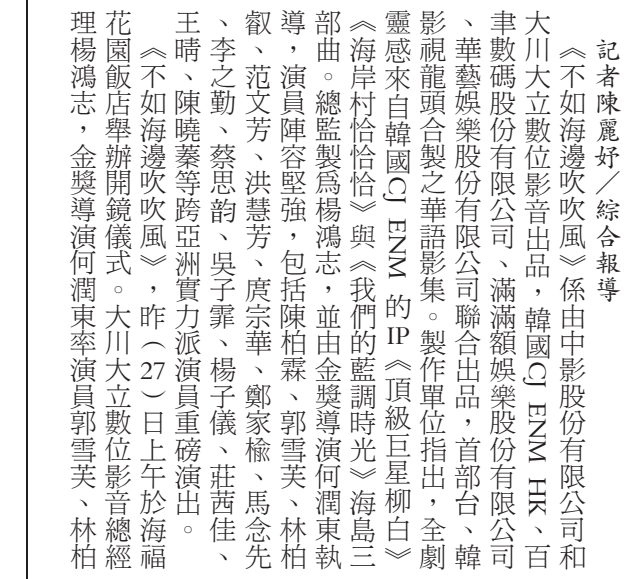 記者陳麗妤／綜合報導
《不如海邊吹吹風》係由中影股份有限公司和
大川大立數位影音出品，韓國CJ ENM HK、百
聿數碼股份有限公司、滿滿額娛樂股份有限公司
、華藝娛樂股份有限公司聯合出品，首部台、韓
影視龍頭合製之華語影集。製作單位指出，全劇
靈感來自韓國CJ ENM 的IP《頂級巨星柳白》
《海岸村恰恰恰》與《我們的藍調時光》海島三
部曲。總監製為楊鴻志，並由金獎導演何潤東執
導，演員陣容堅強，包括陳柏霖、郭雪芙、林柏
叡、范文芳、洪慧芳、庹宗華、鄭家榆、馬念先
、李之勤、蔡思韵、吳子霏、楊子儀、莊茜佳、
王晴、陳曉蓁等跨亞洲實力派演員重磅演出。
《不如海邊吹吹風》，昨（27）日上午於海福
花園飯店舉辦開鏡儀式。大川大立數位影音總經
理楊鴻志，金獎導演何潤東率演員郭雪芙、林柏